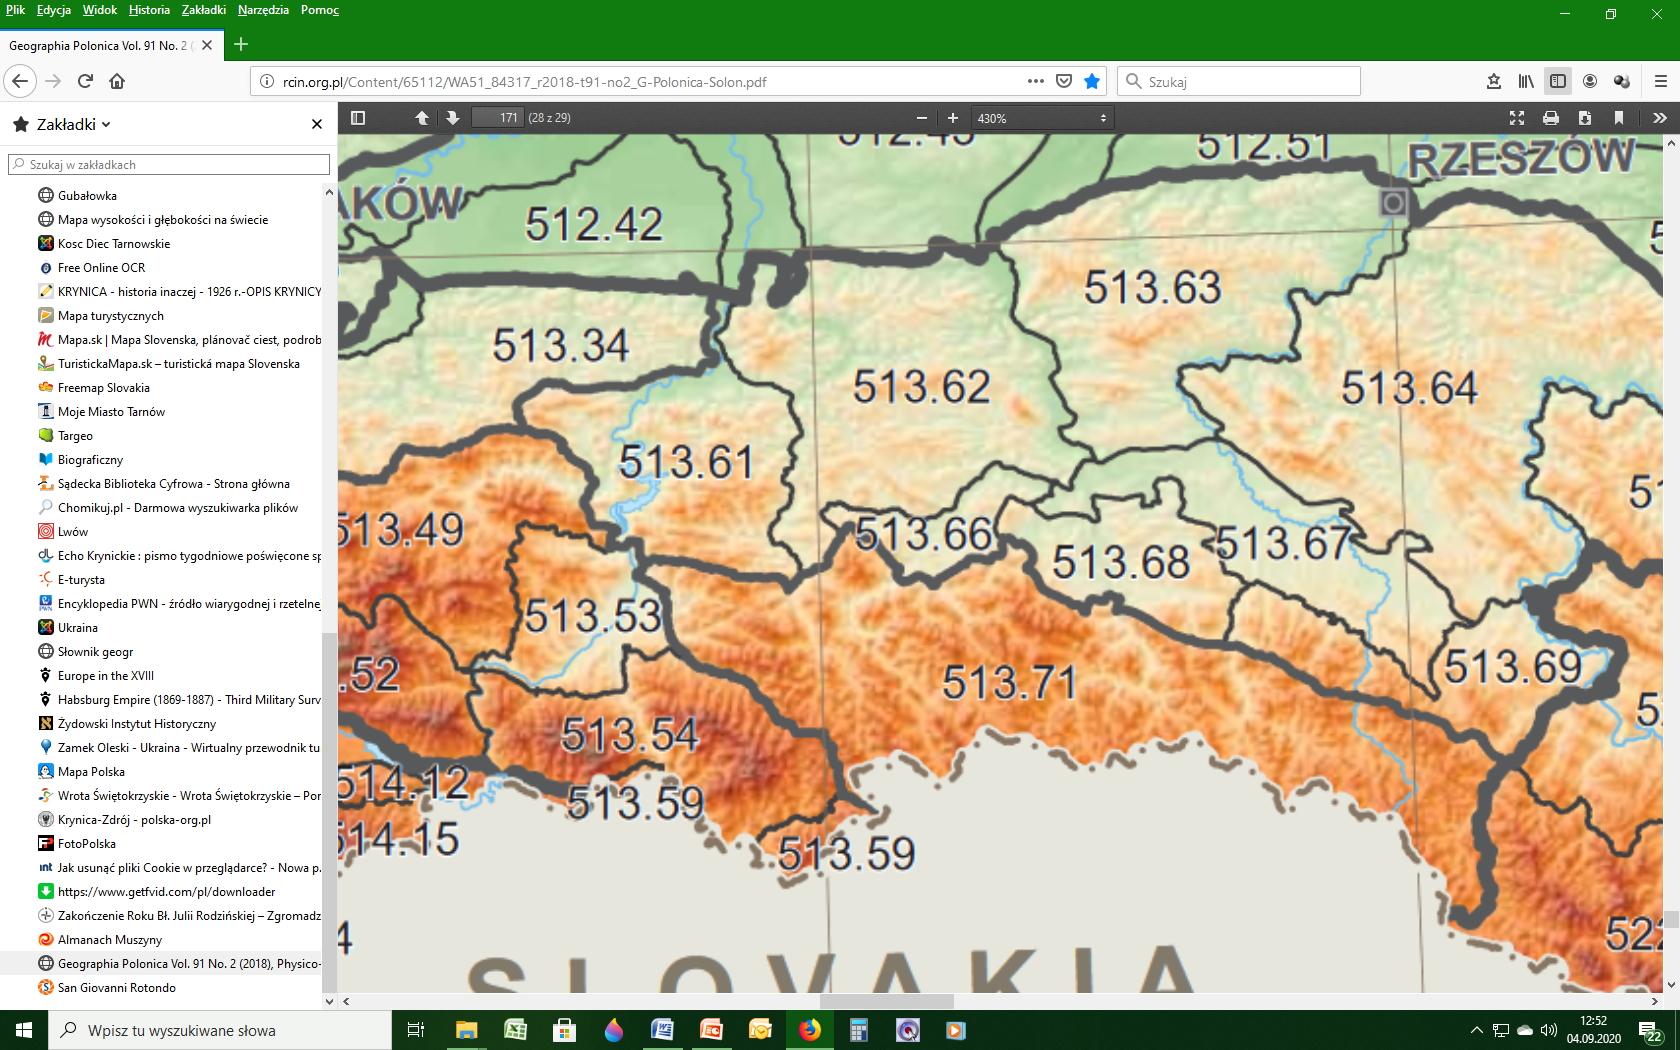 Plik Edycja Widok Historia Zakładki Narzędzia Pomoc
Geographia Polonica Vol. 91 No. 2 (
rcin.org.pl/Content/65112/WA51_84317_r2018-t91-no2_G-Polonica-Solon.pdf
Szukaj
Zakładki
171 (28 z 29)
430%
Szukaj w zakładkach
Gubałowka
Mapa wysokości i głębokości na świecie
Kosc Diec Tarnowskie
Free Online OCR
KRYNICA - historia inaczej - 1926 r.-OPIS KRYNICY
Mapa turystycznych
Mapa.sk | Mapa Slovenska, plánovač ciest, podrob
TuristickaMapa.sk – turistická mapa Slovenska
Freemap Slovakia
Moje Miasto Tarnów
Targeo
Biograficzny
Sądecka Biblioteka Cyfrowa - Strona główna
Chomikuj.pl - Darmowa wyszukiwarka plików
Lwów
Echo Krynickie : pismo tygodniowe poświęcone sp
E-turysta
Encyklopedia PWN - źródło wiarygodnej i rzetelnej
Ukraina
Słownik geogr
Europe in the XVIII
Habsburg Empire (1869-1887) - Third Military Surv
Żydowski Instytut Historyczny
Zamek Oleski - Ukraina - Wirtualny przewodnik tu
Mapa Polska
Wrota Świętokrzyskie - Wrota Świętokrzyskie – Por
Krynica-Zdrój - polska-org.pl
FotoPolska
Jak usunąć pliki Cookie w przeglądarce? - Nowa p.
https://www.getfvid.com/pl/downloader
Zakończenie Roku Bł. Julii Rodzińskiej – Zgromadz
Almanach Muszyny
Geographia Polonica Vol. 91 No. 2 (2018), Physico-
San Giovanni Rotondo
512.43
512.51
RZESZÓW
AKÓW
512.42
513.63
513.34
513.62
513.64
513.61
513.49
513.66
513.67
513.68
513.53
513.69
.52
513.71
513.54
514.12
513.59
514.15
513.59
522
SLOVAKIA
Wpisz tu wyszukiwane słowa
12:52
04.09.2020
22